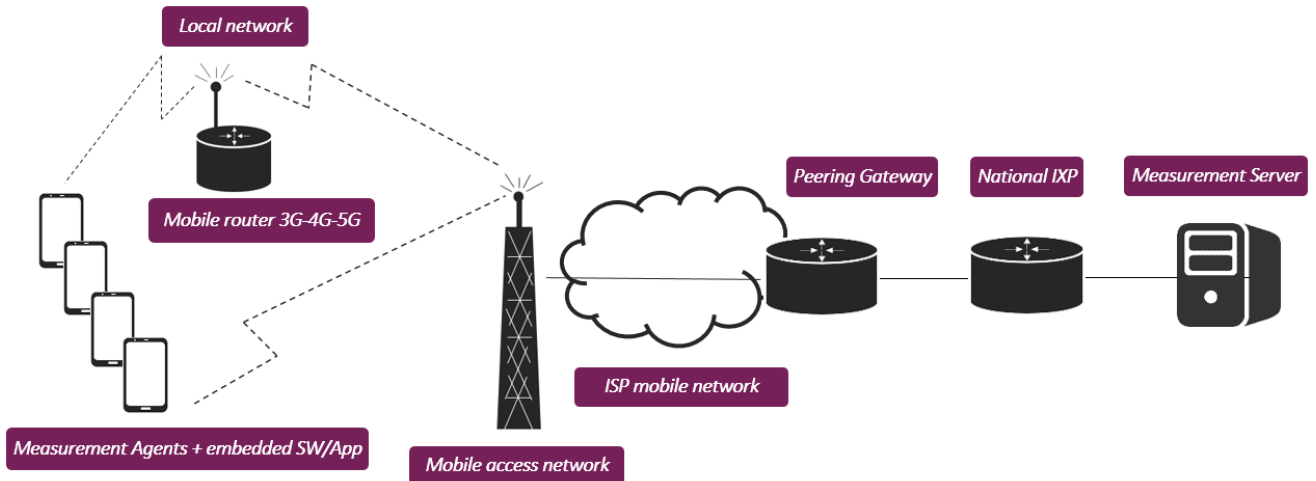 Local network
Mobile router 3G-4G-5G
Peering Gateway
National IXP
Measurement Server
ISP mobile network
Measurement Agents + embedded SW/App
Mobile access network